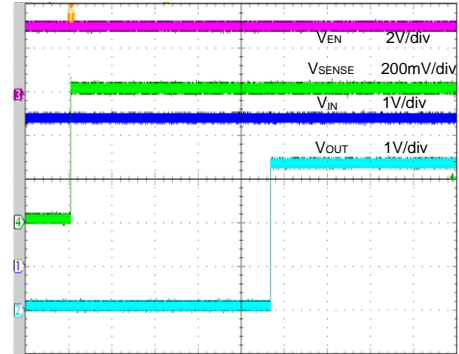 T
VEN 2V/div
VSENSE 200mV/div
3
VIN 1V/div
VOUT 1V/div
4
1
2